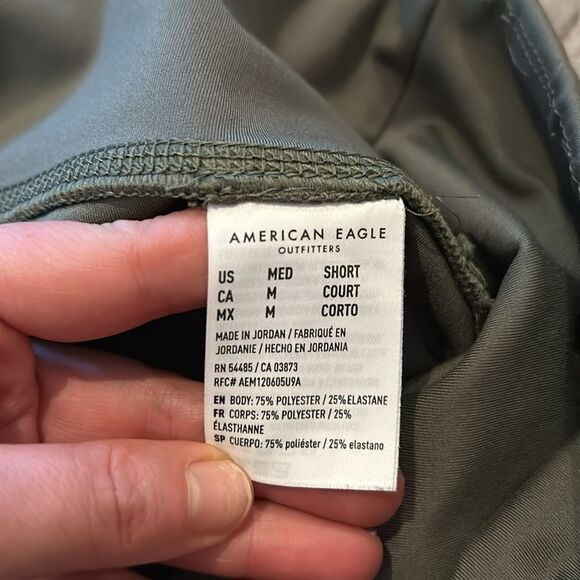 AMERICAN EAGLE
OUTFITTERS
US MED SHORT
CA M COURT
MX M CORTO
MADE IN JORDAN / FABRIQUÉ EN
JORDANIE / HECHO EN JORDANIA
RN 54485 / CA 03873
RFC# AEM120605U9A
EN BODY: 75% POLYESTER / 25% ELASTANE
FR CORPS: 75% POLYESTER / 25%
ÉLASTHANNE
SP CUERPO: 75% poliéster / 25% elastano